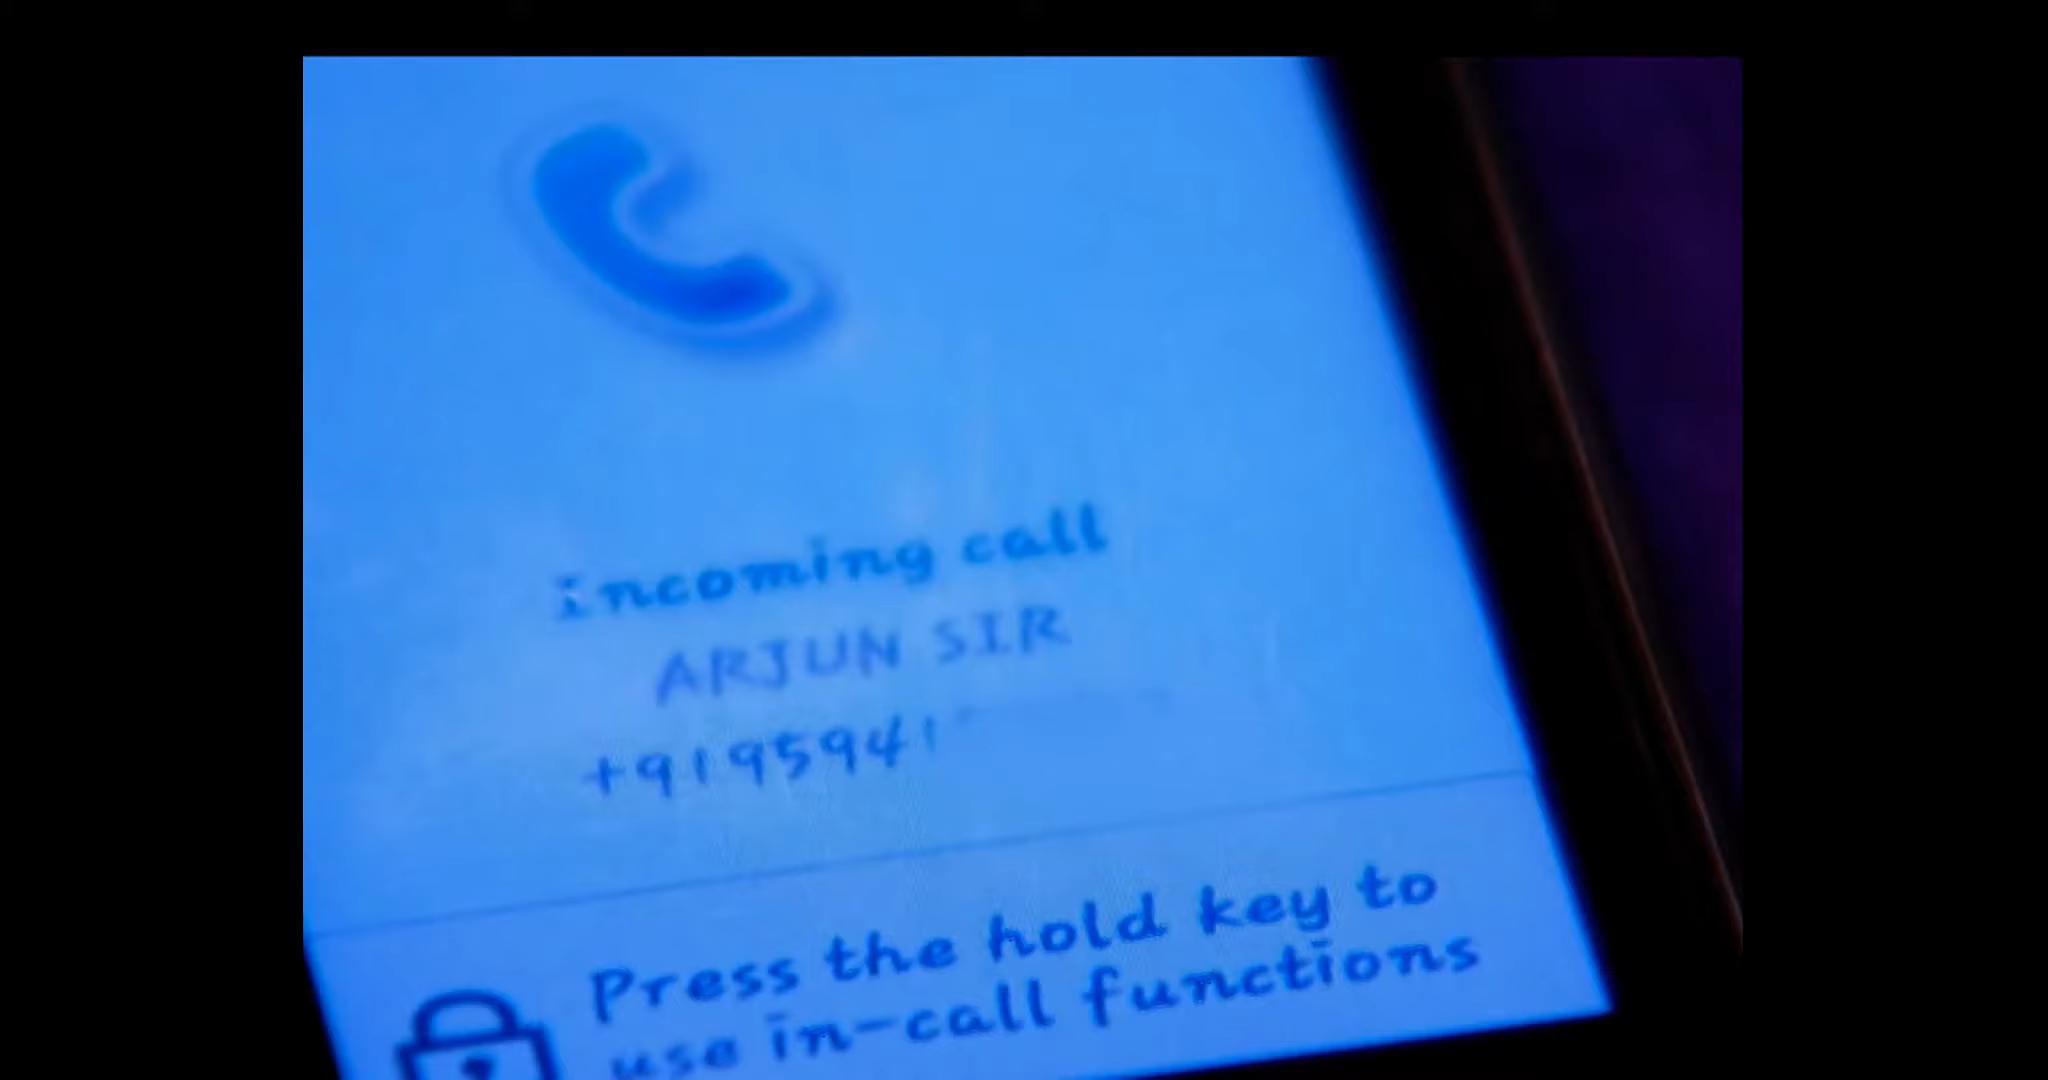 Incoming call
ARJUN SIR
+9195941
Press the hold key to
use in-call functions